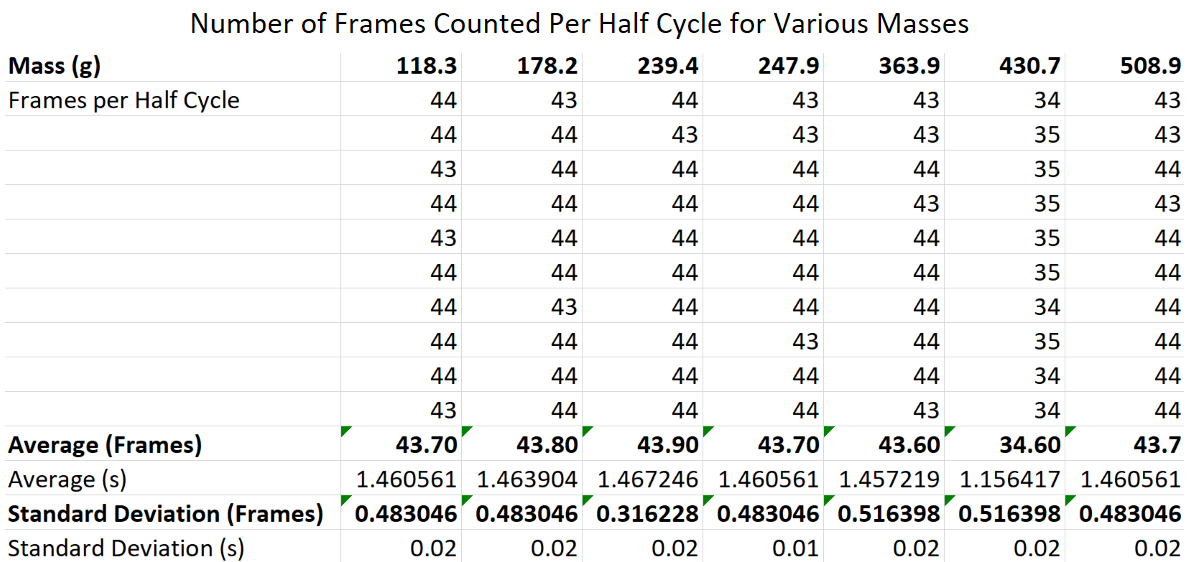 Number of Frames Counted Per Half Cycle for Various Masses
Mass (g) 118.3 178.2 239.4 247.9 363.9 430.7 508.9
Frames per Half Cycle 44 43 44 43 43 34 43
44 44 43 43 43 35 43
43 44 44 44 44 35 44
44 44 44 44 43 35 43
43 44 44 44 44 35 44
44 44 44 44 44 35 44
44 43 44 44 44 34 44
44 44 44 43 44 35 44
44 44 44 44 44 34 44
43 44 44 44 43 34 44
Average (Frames) 43.70 43.80 43.90 43.70 43.60 34.60 43.7
Average (s) 1.460561 1.463904 1.467246 1.460561 1.457219 1.156417 1.460561
Standard Deviation (Frames) 0.483046 0.483046 0.316228 0.483046 0.516398 0.516398 0.483046
Standard Deviation (s) 0.02 0.02 0.02 0.01 0.02 0.02 0.02